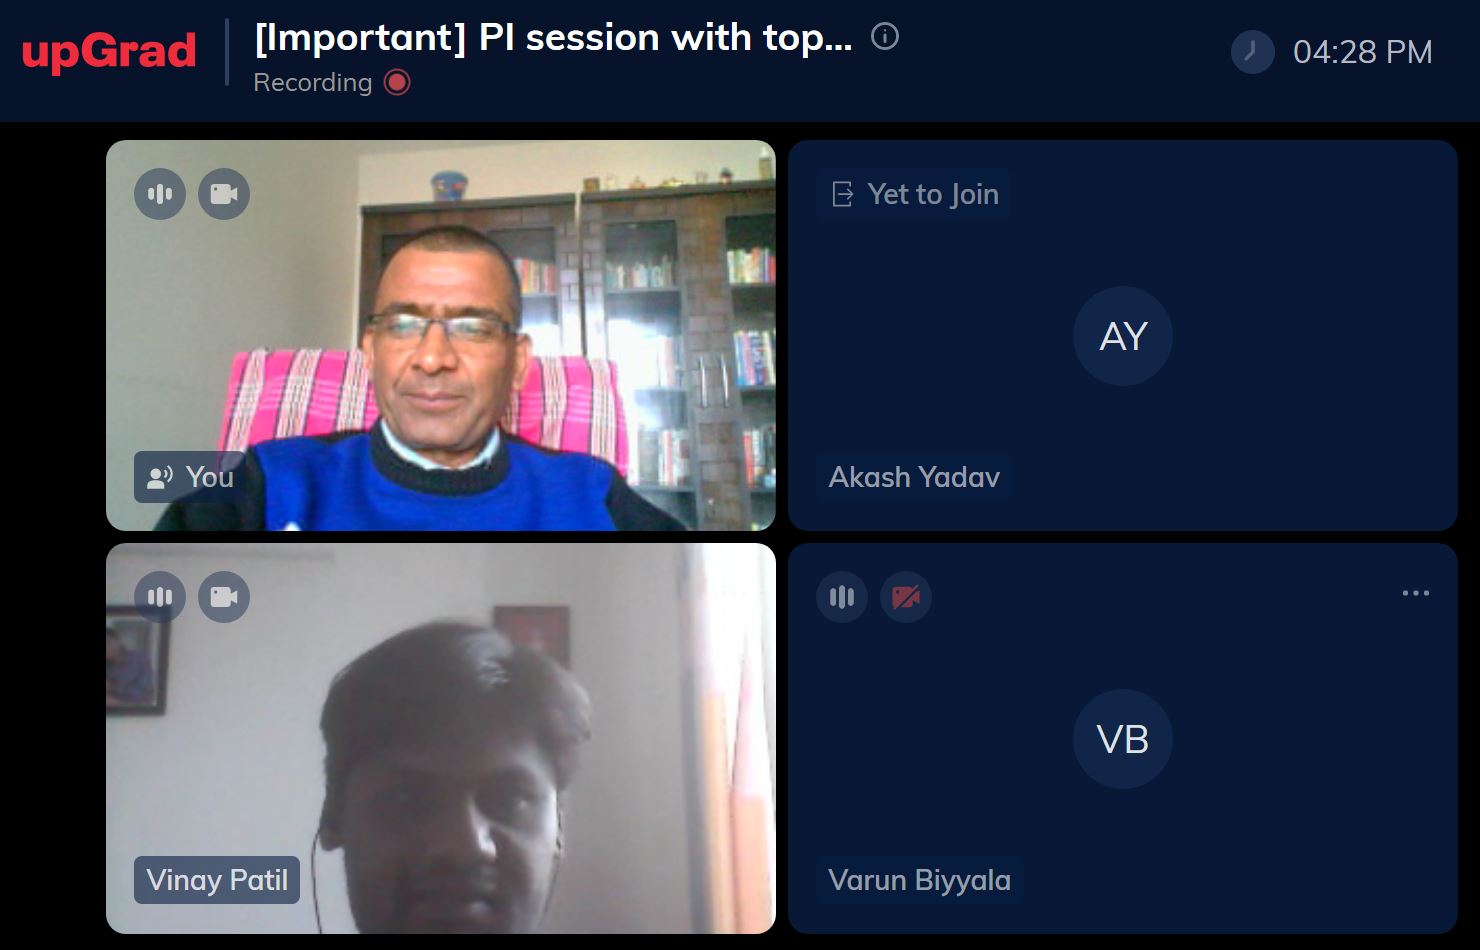 upGrad
[Important] PI session with top...
Recording
04:28 PM
You
Yet to Join
AY
Akash Yadav
Vinay Patil
VB
Varun Biyyala